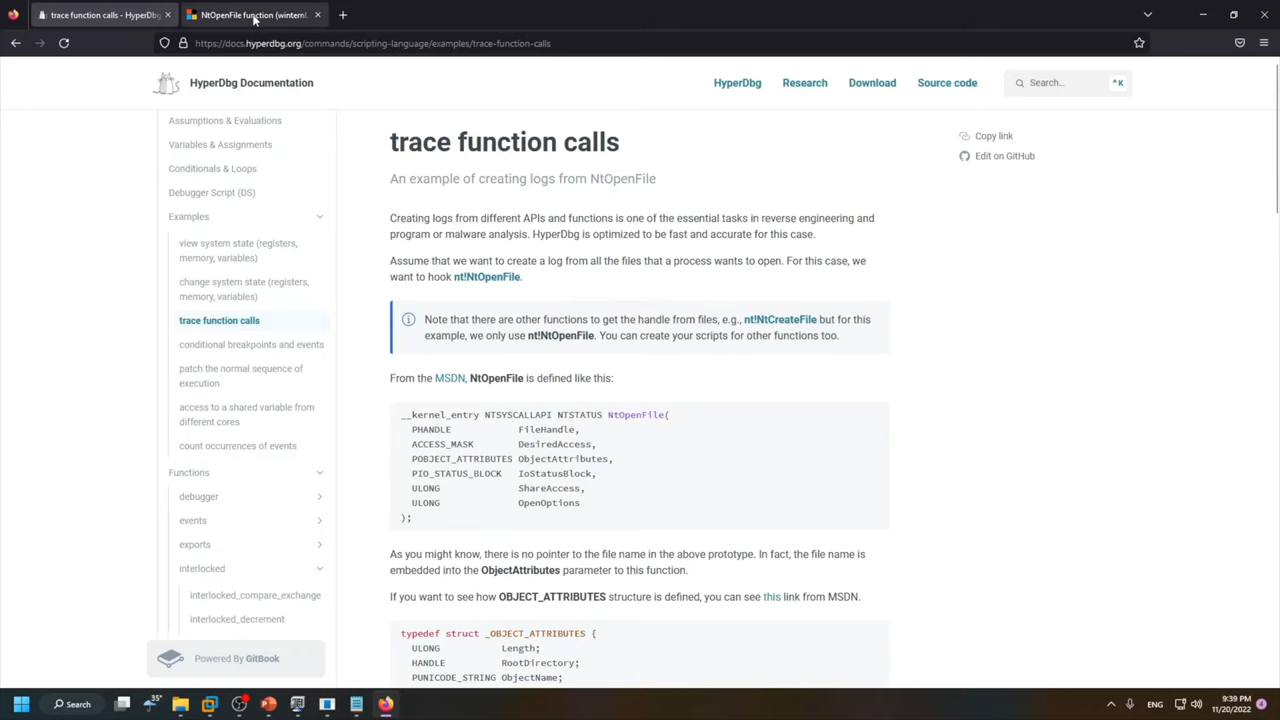 trace function calls - HyperDbg
NtOpenFile function (winternl.
https://docs.hyperdbg.org/commands/scripting-language/examples/trace-function-calls
HyperDbg Documentation
HyperDbg
Research
Download
Source code
Search...
^K
Assumptions & Evaluations
Variables & Assignments
Conditionals & Loops
Debugger Script (DS)
Examples
view system state (registers,
memory, variables)
change system state (registers,
memory, variables)
trace function calls
conditional breakpoints and events
patch the normal sequence of
execution
access to a shared variable from
different cores
count occurrences of events
Functions
debugger
events
exports
interlocked
interlocked_compare_exchange
interlocked_decrement
Powered By GitBook
trace function calls
An example of creating logs from NtOpenFile
Creating logs from different APIs and functions is one of the essential tasks in reverse engineering and
program or malware analysis. HyperDbg is optimized to be fast and accurate for this case.
Assume that we want to create a log from all the files that a process wants to open. For this case, we
want to hook nt!NtOpenFile.
Note that there are other functions to get the handle from files, e.g., nt!NtCreateFile but for this
example, we only use nt!NtOpenFile. You can create your scripts for other functions too.
From the MSDN, NtOpenFile is defined like this:
__kernel_entry NTSYSCALLAPI NTSTATUS NtOpenFile(
PHANDLE FileHandle,
ACCESS_MASK DesiredAccess,
POBJECT_ATTRIBUTES ObjectAttributes,
PIO_STATUS_BLOCK IoStatusBlock,
ULONG ShareAccess,
ULONG OpenOptions
);
As you might know, there is no pointer to the file name in the above prototype. In fact, the file name is
embedded into the ObjectAttributes parameter to this function.
If you want to see how OBJECT_ATTRIBUTES structure is defined, you can see this link from MSDN.
typedef struct _OBJECT_ATTRIBUTES {
ULONG Length;
HANDLE RootDirectory;
PUNICODE_STRING ObjectName;
Copy link
Edit on GitHub
Search
35°
ENG
9:39 PM
11/20/2022
4